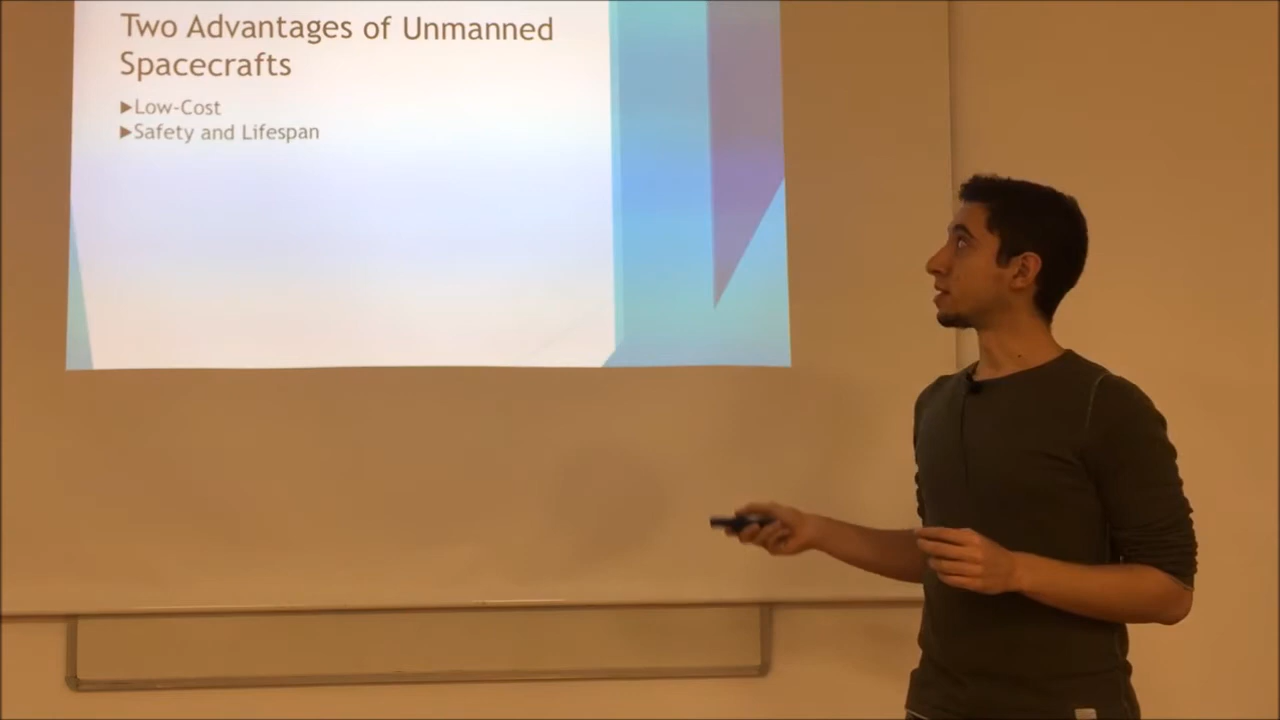 Two Advantages of Unmanned
Spacecrafts
▶Low-Cost
▶Safety and Lifespan